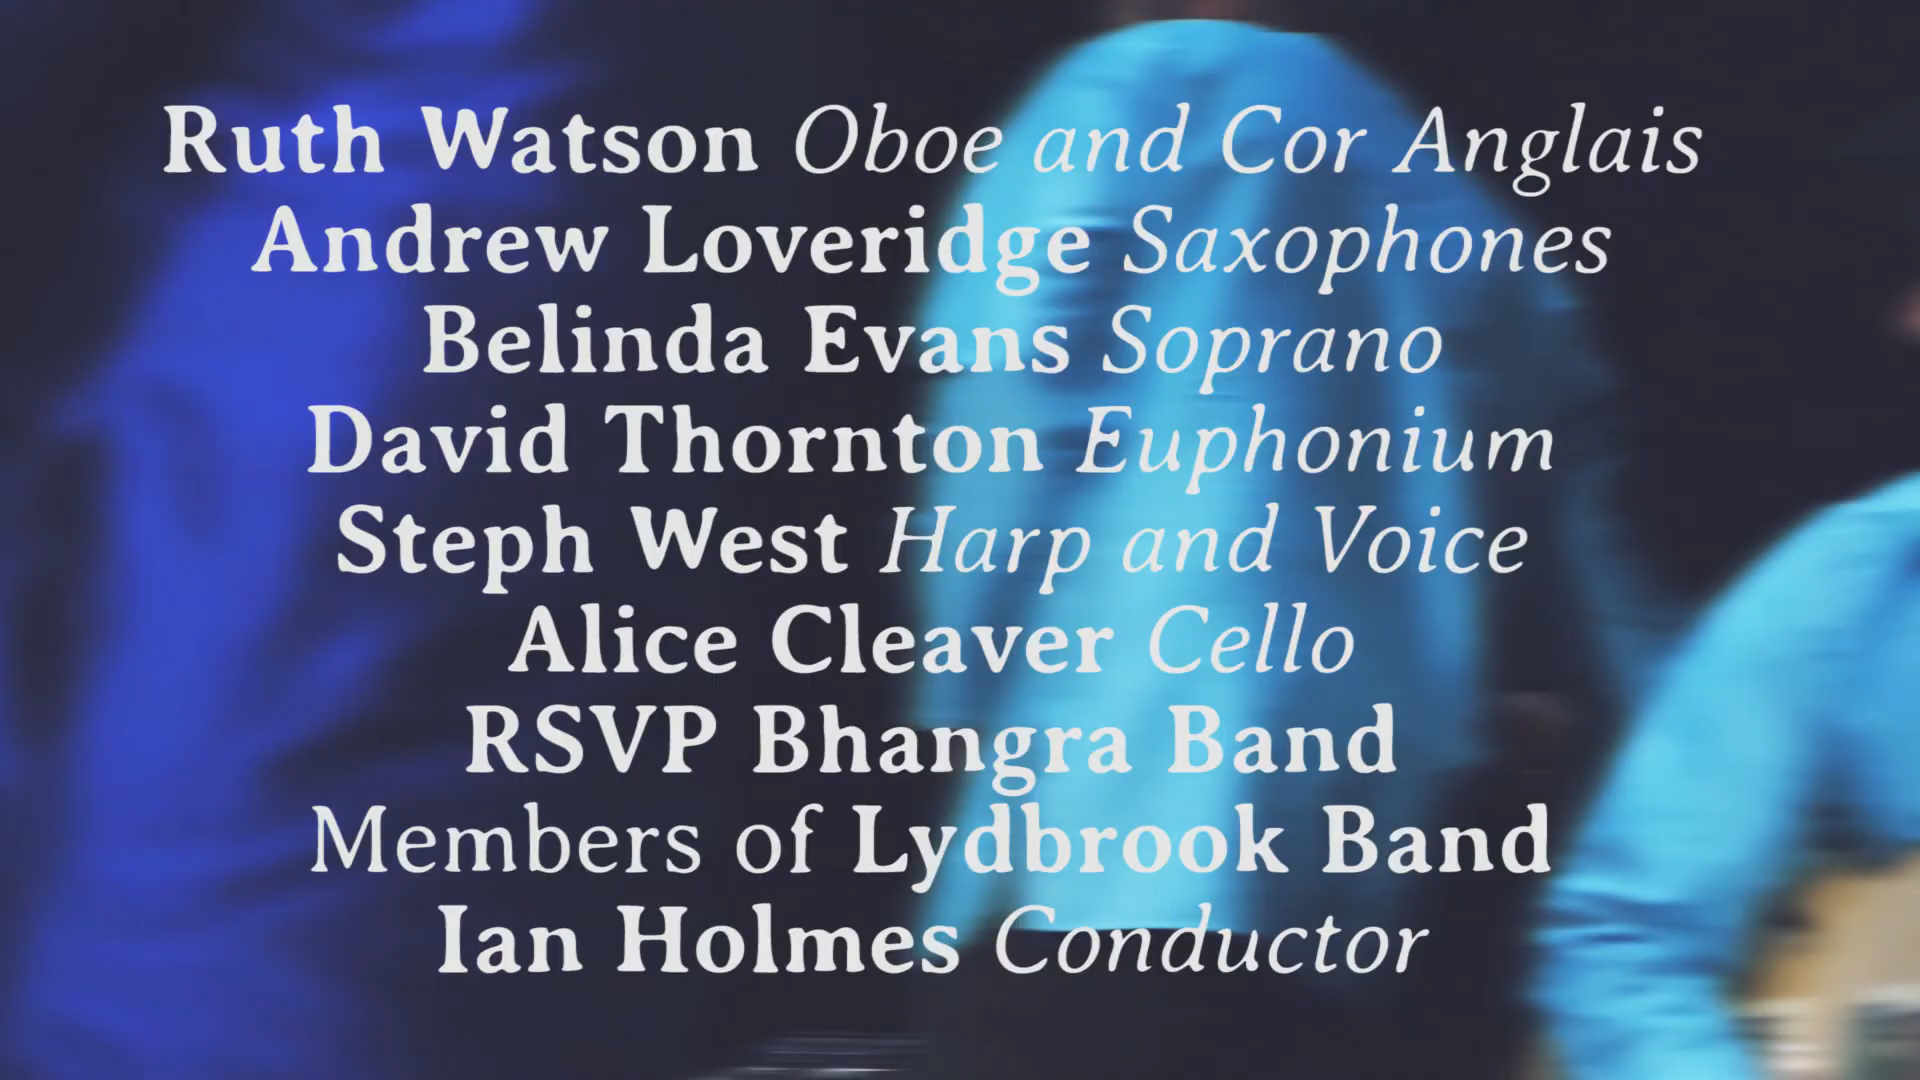 Ruth Watson Oboe and Cor Anglais
Andrew Loveridge Saxophones
Belinda Evans Soprano
David Thornton Euphonium
Steph West Harp and Voice
Alice Cleaver Cello
RSVP Bhangra Band
Members of Lydbrook Band
Ian Holmes Conductor